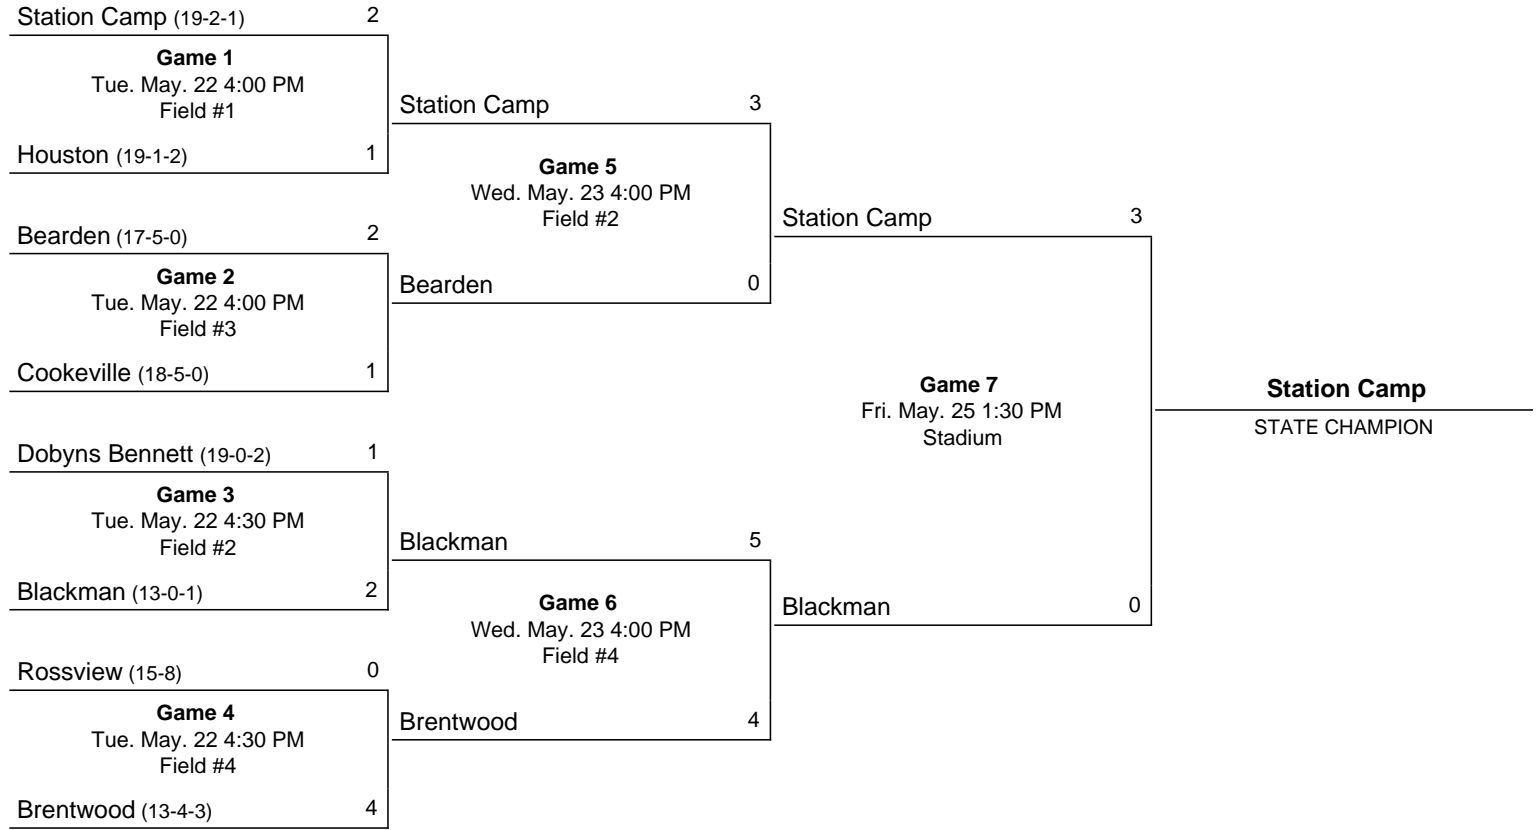 Station Camp (19-2-1) 2
Game 1
Tue. May. 22 4:00 PM
Field #1
Houston (19-1-2) 1
Bearden (17-5-0) 2
Game 2
Tue. May. 22 4:00 PM
Field #3
Cookeville (18-5-0) 1
Dobyns Bennett (19-0-2) 1
Game 3
Tue. May. 22 4:30 PM
Field #2
Blackman (13-0-1) 2
Rossview (15-8) 0
Game 4
Tue. May. 22 4:30 PM
Field #4
Brentwood (13-4-3) 4
Station Camp 3
Game 5
Wed. May. 23 4:00 PM
Field #2
Bearden 0
Blackman 5
Game 6
Wed. May. 23 4:00 PM
Field #4
Brentwood 4
Station Camp 3
Game 7
Fri. May. 25 1:30 PM
Stadium
Blackman 0
Station Camp
STATE CHAMPION